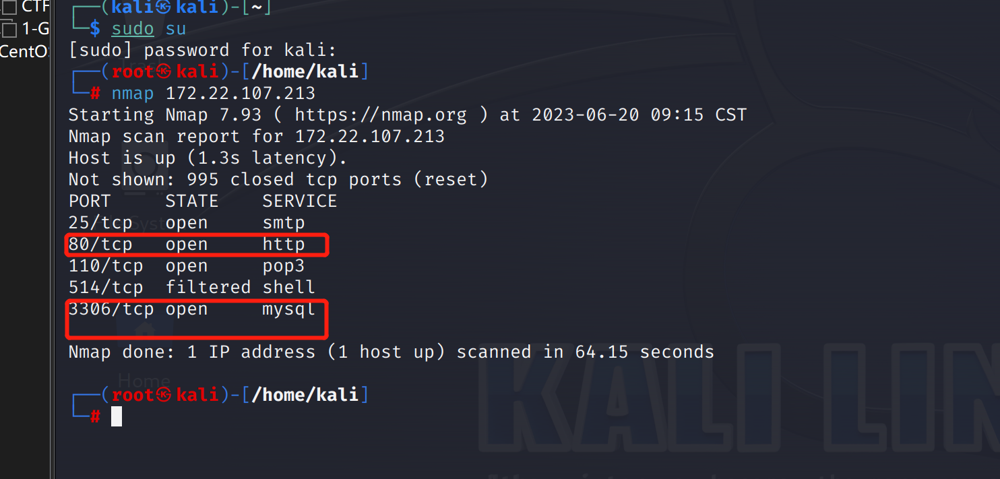 CTF
1-G
CentO
┌──(kali㉿kali)-[~]
└─$ sudo su
[sudo] password for kali:
┌──(root㉿kali)-[/home/kali]
└─# nmap 172.22.107.213
Starting Nmap 7.93 ( https://nmap.org ) at 2023-06-20 09:15 CST
Nmap scan report for 172.22.107.213
Host is up (1.3s latency).
Not shown: 995 closed tcp ports (reset)
PORT STATE SERVICE
25/tcp open smtp
80/tcp open http
110/tcp open pop3
514/tcp filtered shell
3306/tcp open mysql
Nmap done: 1 IP address (1 host up) scanned in 64.15 seconds
Home
┌──(root㉿kali)-[/home/kali]
└─#
KALI LIN